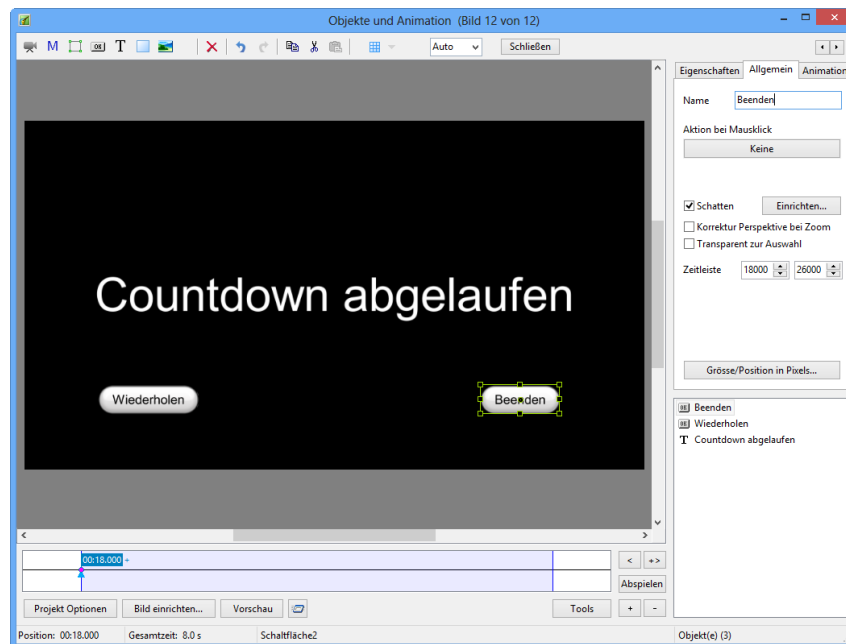 Objekte und Animation (Bild 12 von 12)
M OK T Auto Schließen
Eigenschaften Allgemein Animation
Name Beenden
Aktion bei Mausklick
Keine
Schatten Einrichten...
Korrektur Perspektive bei Zoom
Transparent zur Auswahl
Zeitleiste 18000 26000
Grösse/Position in Pixels...
Countdown abgelaufen
Wiederholen Beenden
Beenden
Wiederholen
T Countdown abgelaufen
00:18.000
< +>
Abspielen
Projekt Optionen Bild einrichten... Vorschau Tools + -
Position: 00:18.000 Gesamtzeit: 8.0 s Schaltfläche2 Objekt(e) (3)